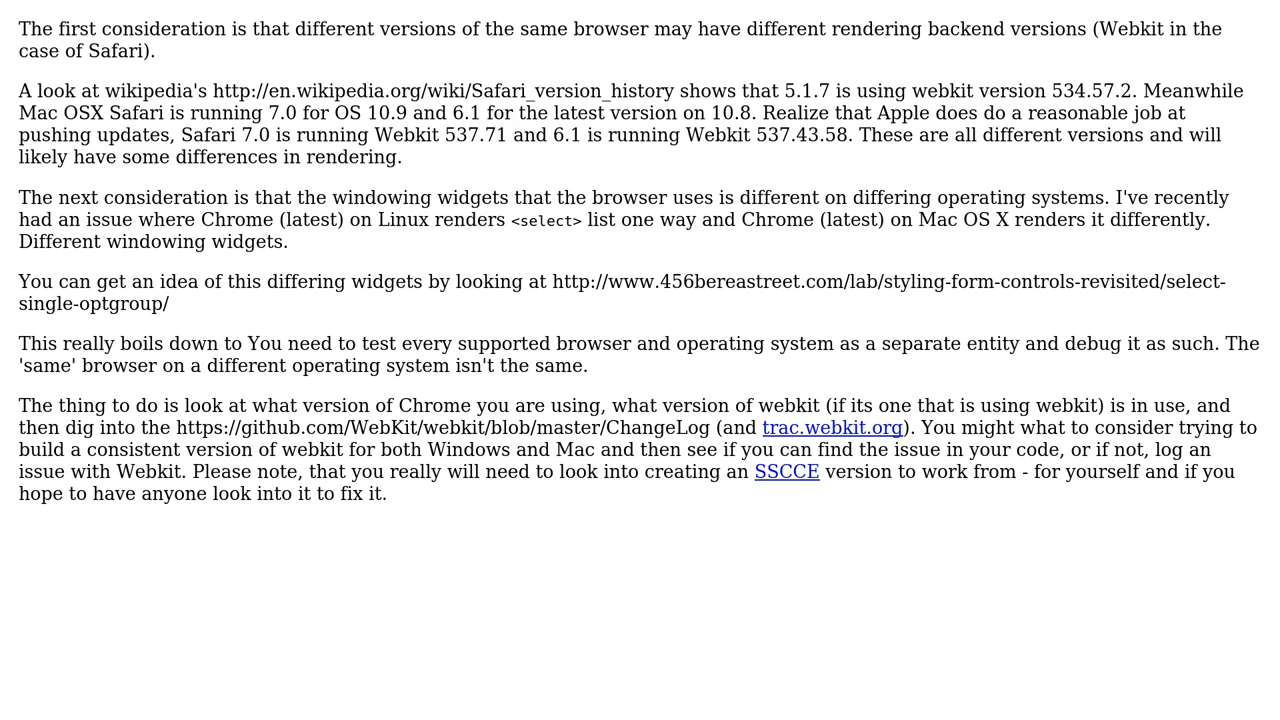 The first consideration is that different versions of the same browser may have different rendering backend versions (Webkit in the
case of Safari).
A look at wikipedia's http://en.wikipedia.org/wiki/Safari_version_history shows that 5.1.7 is using webkit version 534.57.2. Meanwhile
Mac OSX Safari is running 7.0 for OS 10.9 and 6.1 for the latest version on 10.8. Realize that Apple does do a reasonable job at
pushing updates, Safari 7.0 is running Webkit 537.71 and 6.1 is running Webkit 537.43.58. These are all different versions and will
likely have some differences in rendering.
The next consideration is that the windowing widgets that the browser uses is different on differing operating systems. I've recently
had an issue where Chrome (latest) on Linux renders <select> list one way and Chrome (latest) on Mac OS X renders it differently.
Different windowing widgets.
You can get an idea of this differing widgets by looking at http://www.456bereastreet.com/lab/styling-form-controls-revisited/select-
single-optgroup/
This really boils down to You need to test every supported browser and operating system as a separate entity and debug it as such. The
'same' browser on a different operating system isn't the same.
The thing to do is look at what version of Chrome you are using, what version of webkit (if its one that is using webkit) is in use, and
then dig into the https://github.com/WebKit/webkit/blob/master/ChangeLog (and trac.webkit.org). You might what to consider trying to
build a consistent version of webkit for both Windows and Mac and then see if you can find the issue in your code, or if not, log an
issue with Webkit. Please note, that you really will need to look into creating an SSCCE version to work from - for yourself and if you
hope to have anyone look into it to fix it.